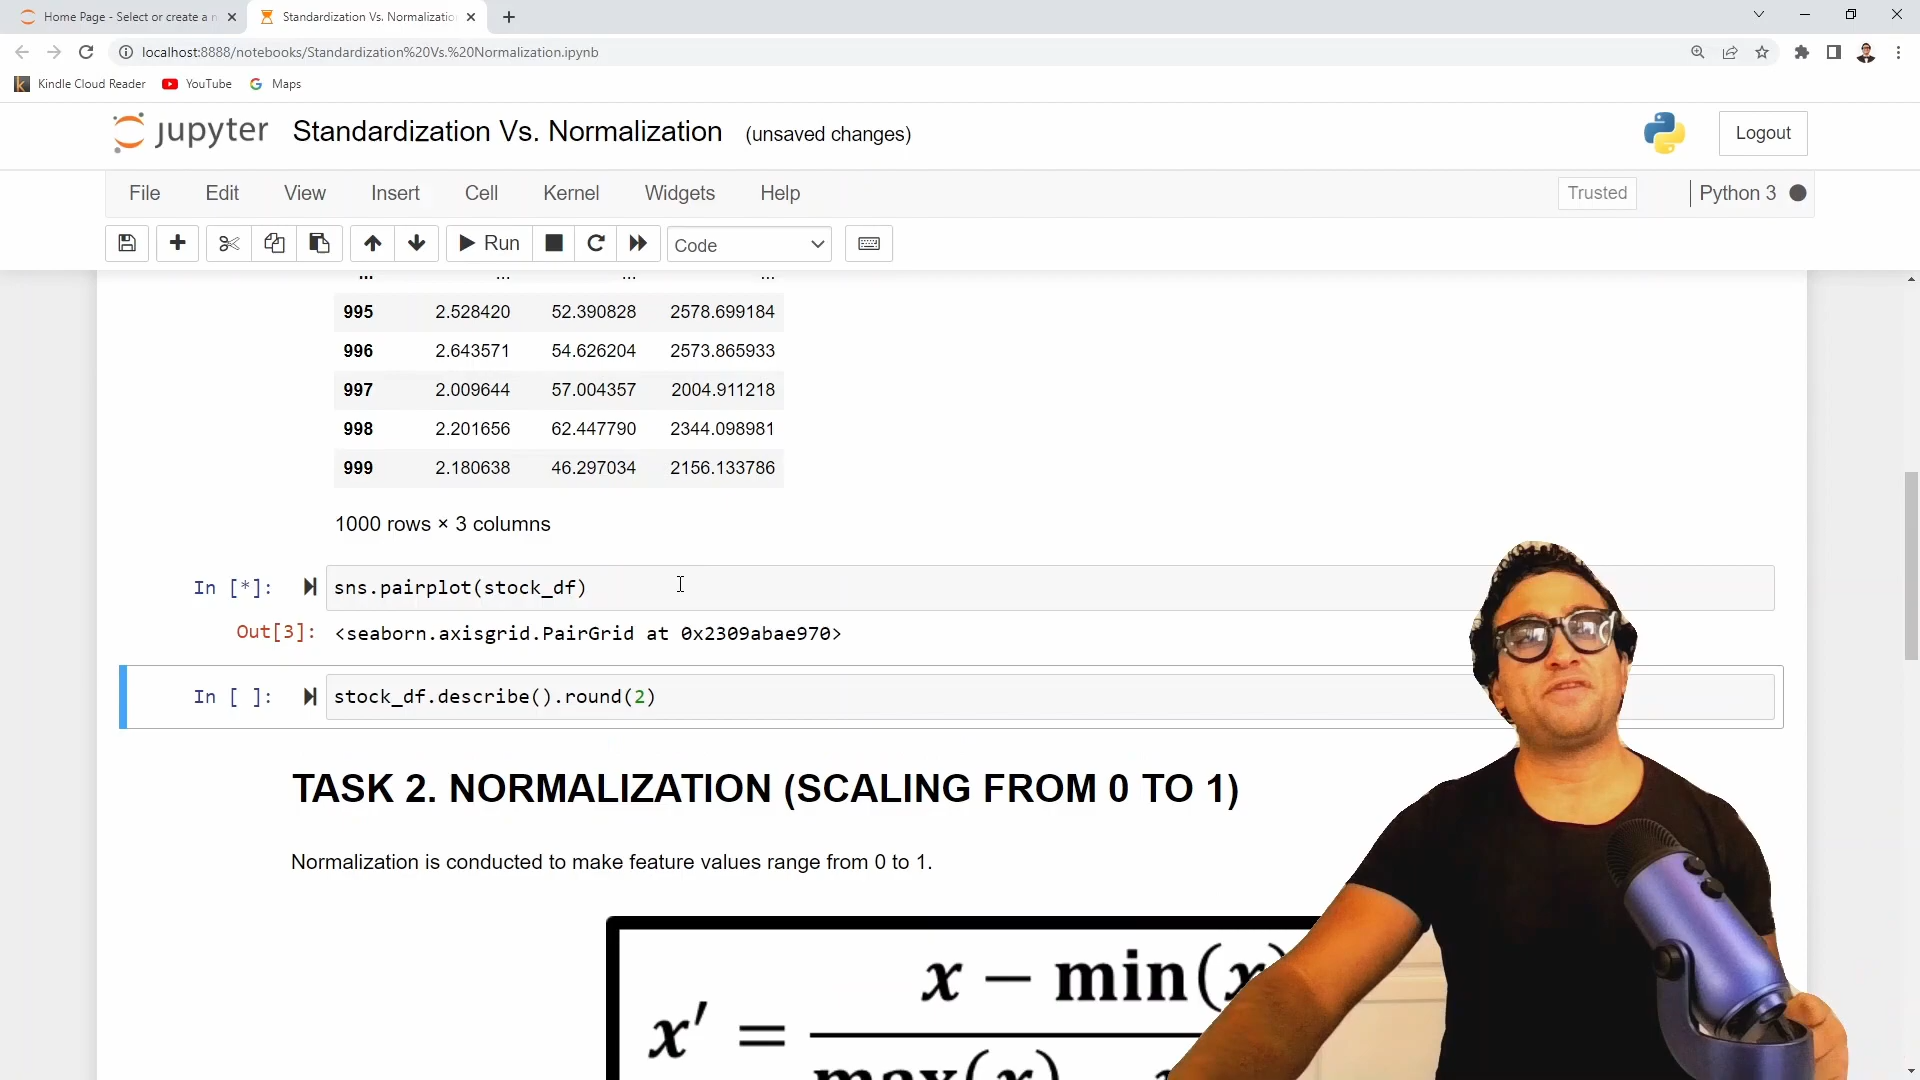 Home Page - Select or create a n
Standardization Vs. Normalizatio
localhost:8888/notebooks/Standardization%20Vs.%20Normalization.ipynb
Kindle Cloud Reader YouTube Maps
jupyter Standardization Vs. Normalization (unsaved changes) Logout
File Edit View Insert Cell Kernel Widgets Help Trusted Python 3
Run Code
... ... ... ...
995 2.528420 52.390828 2578.699184
996 2.643571 54.626204 2573.865933
997 2.009644 57.004357 2004.911218
998 2.201656 62.447790 2344.098981
999 2.180638 46.297034 2156.133786
1000 rows × 3 columns
In [*]: sns.pairplot(stock_df)
Out[3]: <seaborn.axisgrid.PairGrid at 0x2309abae970>
In [ ]: stock_df.describe().round(2)
TASK 2. NORMALIZATION (SCALING FROM 0 TO 1)
Normalization is conducted to make feature values range from 0 to 1.
x − min(x)
x′ =
max(x)